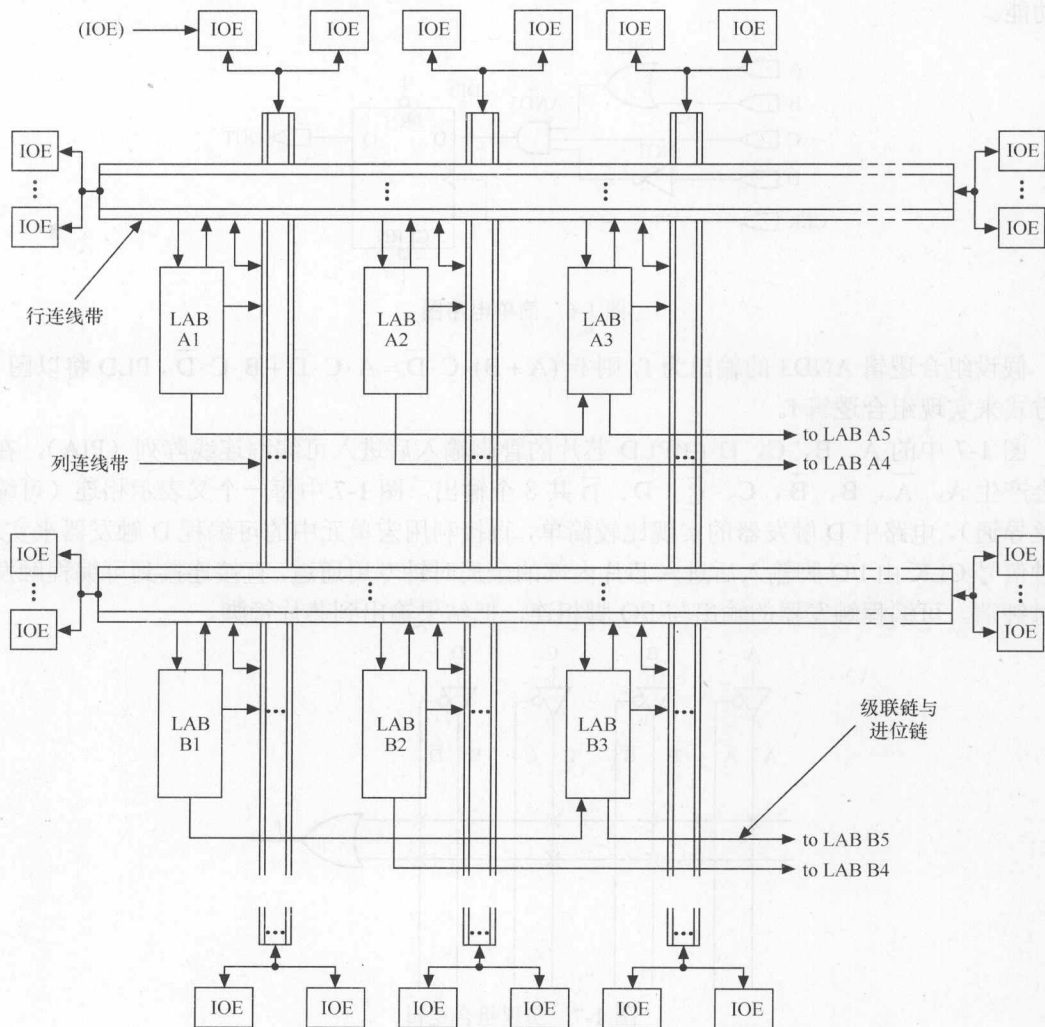 (IOE)
IOE IOE IOE IOE IOE IOE
IOE IOE
IOE IOE
LAB A1
LAB A2
LAB A3
行连线带
to LAB A5
列连线带
to LAB A4
IOE IOE
IOE IOE
LAB B1
LAB B2
LAB B3
级联链与
进位链
to LAB B5
to LAB B4
IOE IOE IOE IOE IOE IOE